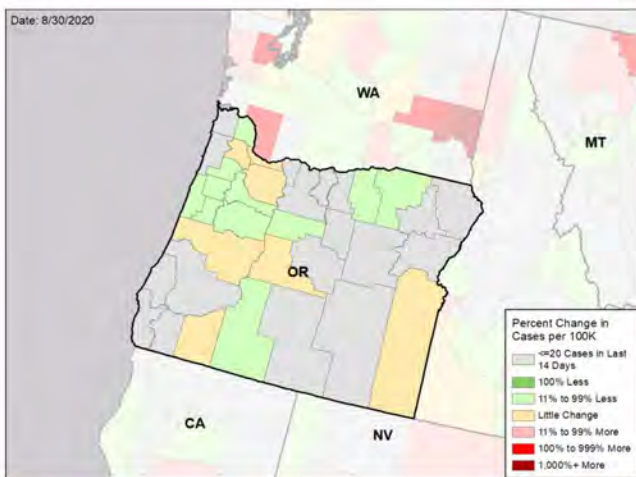 Date: 8/30/2020
WA
MT
OR
CA
NV
Percent Change in
Cases per 100K
<=20 Cases in Last
14 Days
100% Less
11% to 99% Less
Little Change
11% to 99% More
100% to 999% More
1,000%+ More